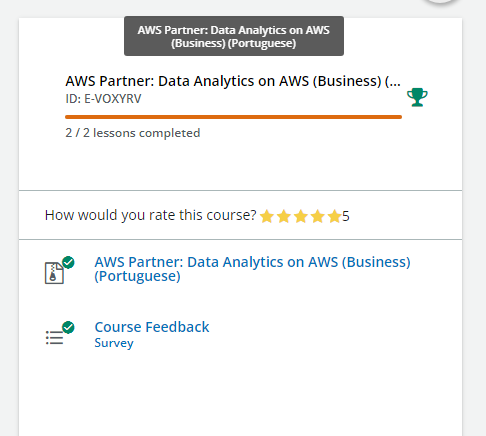 AWS Partner: Data Analytics on AWS
(Business) (Portuguese)
AWS Partner: Data Analytics on AWS (Business) (...
ID: E-VOXYRV
2 / 2 lessons completed
How would you rate this course? 5
AWS Partner: Data Analytics on AWS (Business)
(Portuguese)
Course Feedback
Survey